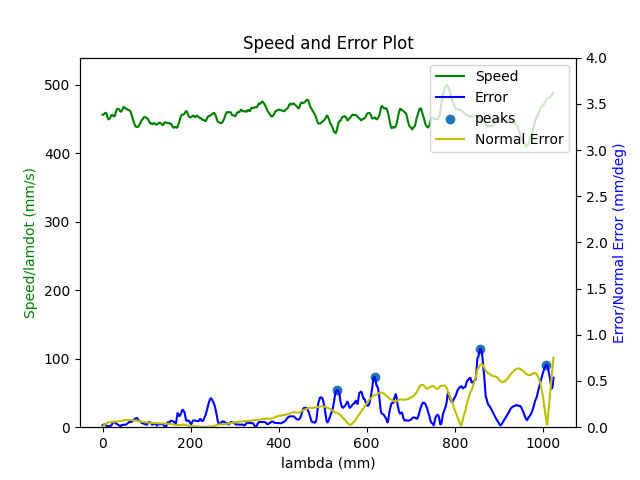 Speed and Error Plot
Speed
Error
peaks
Normal Error
Speed/lamdot (mm/s)
500
400
300
200
100
0
4.0
3.5
3.0
2.5
2.0
1.5
1.0
0.5
0.0
Error/Normal Error (mm/deg)
0 200 400 600 800 1000
lambda (mm)